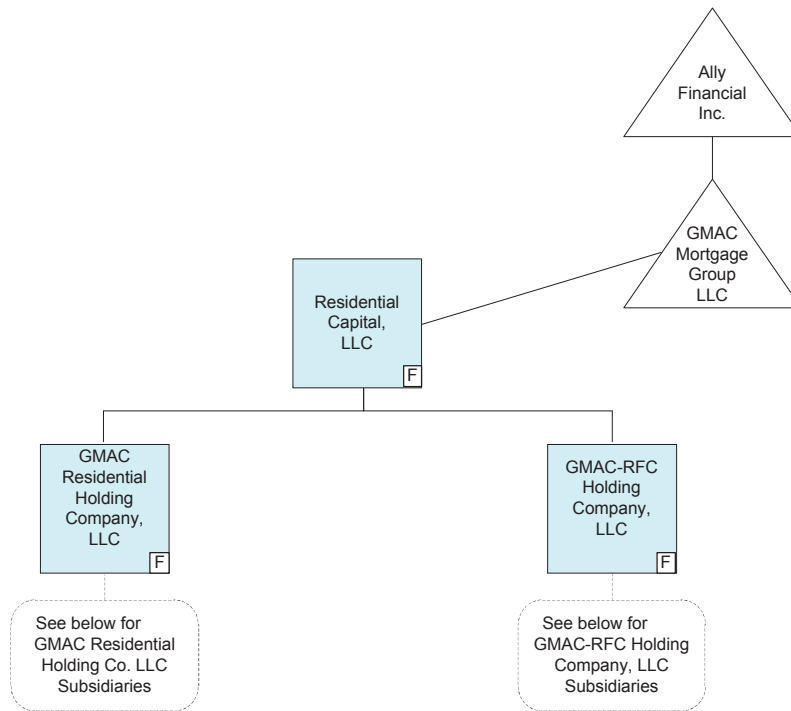 Ally
Financial
Inc.
GMAC
Mortgage
Group
LLC
Residential
Capital,
LLC
F
GMAC
Residential
Holding
Company,
LLC
F
GMAC-RFC
Holding
Company,
LLC
F
See below for
GMAC Residential
Holding Co. LLC
Subsidiaries
See below for
GMAC-RFC Holding
Company, LLC
Subsidiaries